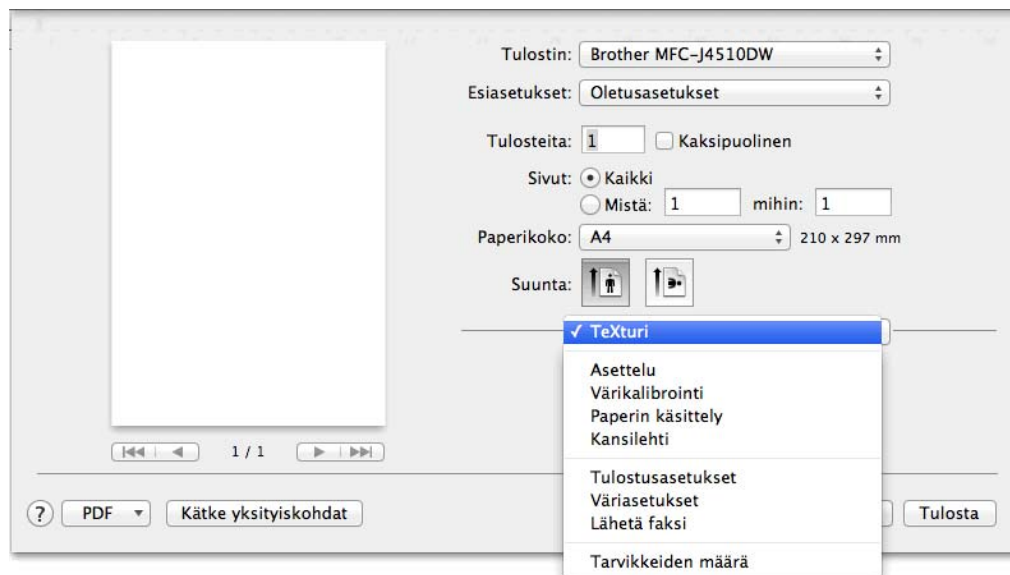 Tulostin: Brother MFC-J4510DW
Esiasetukset: Oletusasetukset
Tulosteita: 1 Kaksipuolinen
Sivut: Kaikki
Mistä: 1 mihin: 1
Paperikoko: A4 210 x 297 mm
Suunta:
✓ TeXturi
Asettelu
Värikalibrointi
Paperin käsittely
Kansilehti
Tulostusasetukset
Väriasetukset
Lähetä faksi
Tarvikkeiden määrä
1 / 1
? PDF Kätke yksityiskohdat Tulosta